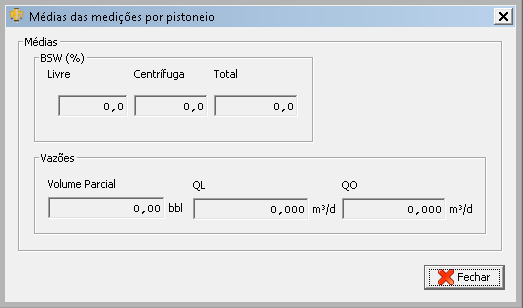 Médias das medições por pistoneio
Médias
BSW (%)
Livre Centrífuga Total
0,0 0,0 0,0
Vazões
Volume Parcial QL QO
0,00 bbl 0,000 m³/d 0,000 m³/d
Fechar